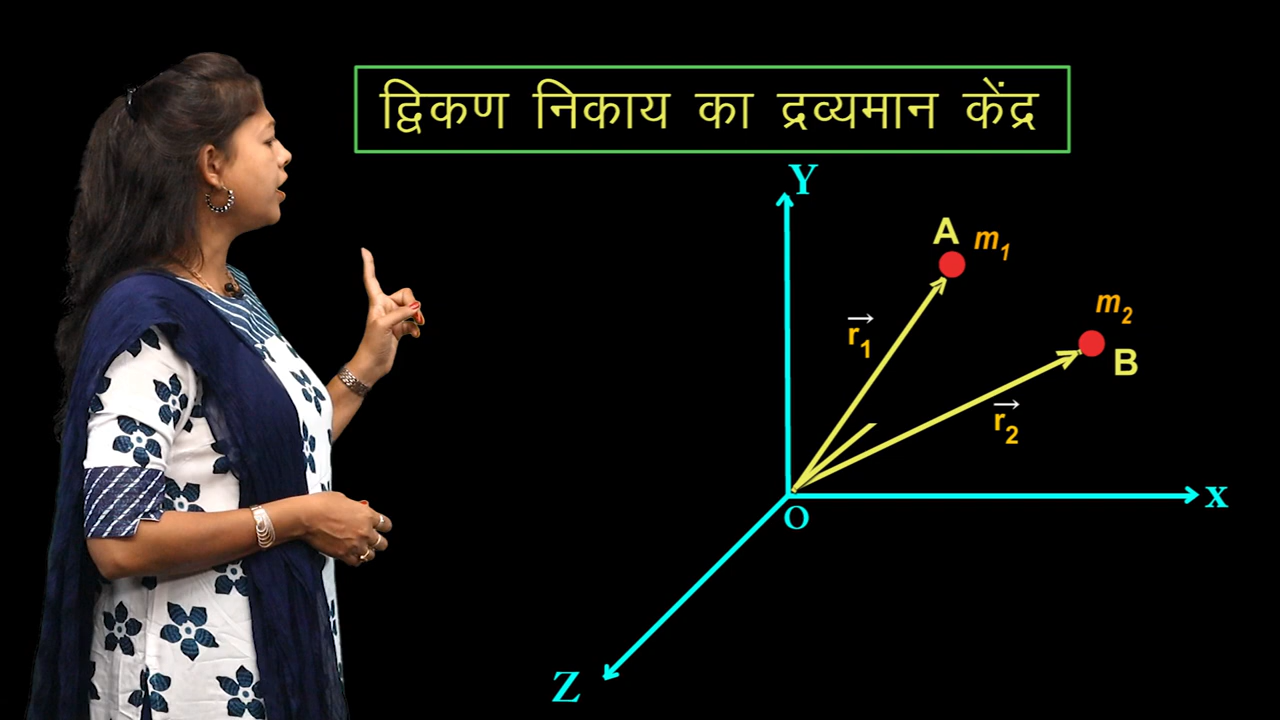 द्विकण निकाय का द्रव्यमान केंद्र
Y
A m₁
m₂
r₁
B
r₂
X
O
Z